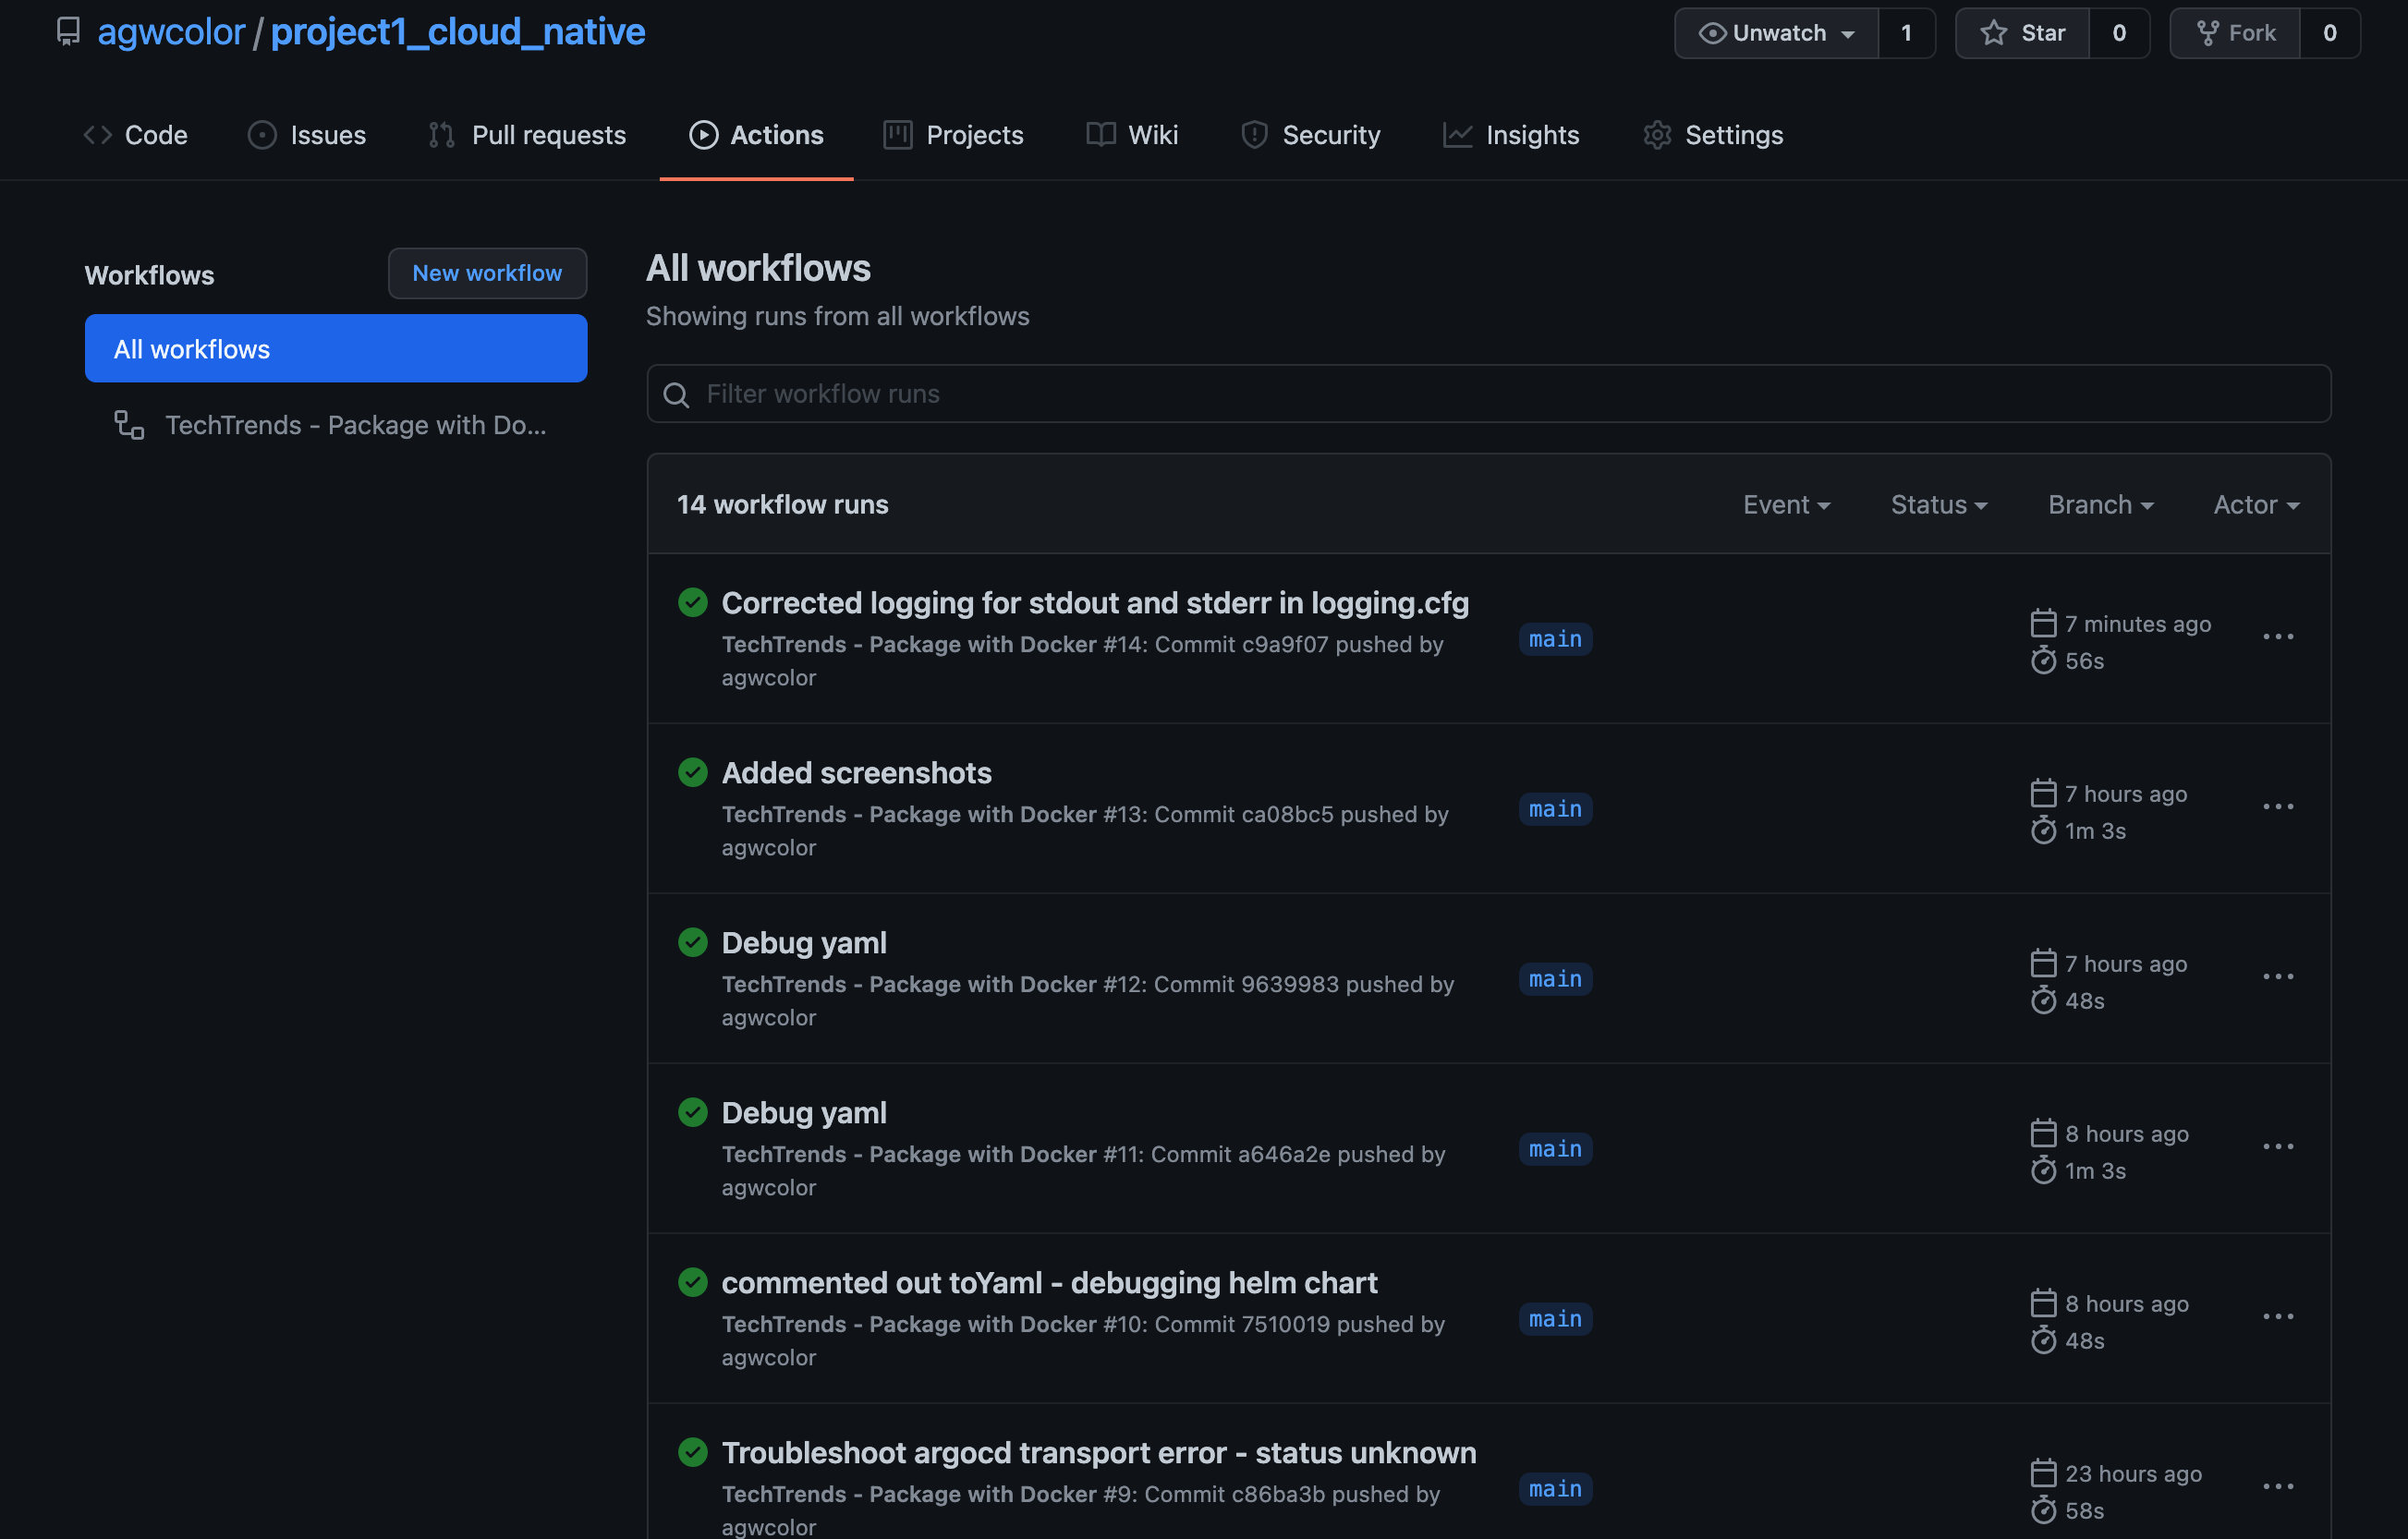 agwcolor / project1_cloud_native
Unwatch 1 Star 0 Fork 0
Code Issues Pull requests Actions Projects Wiki Security Insights Settings
Workflows
New workflow
All workflows
TechTrends - Package with Do...
All workflows
Showing runs from all workflows
Filter workflow runs
14 workflow runs
Event Status Branch Actor
Corrected logging for stdout and stderr in logging.cfg
TechTrends - Package with Docker #14: Commit c9a9f07 pushed by
agwcolor
main
7 minutes ago
56s
Added screenshots
TechTrends - Package with Docker #13: Commit ca08bc5 pushed by
agwcolor
main
7 hours ago
1m 3s
Debug yaml
TechTrends - Package with Docker #12: Commit 9639983 pushed by
agwcolor
main
7 hours ago
48s
Debug yaml
TechTrends - Package with Docker #11: Commit a646a2e pushed by
agwcolor
main
8 hours ago
1m 3s
commented out toYaml - debugging helm chart
TechTrends - Package with Docker #10: Commit 7510019 pushed by
agwcolor
main
8 hours ago
48s
Troubleshoot argocd transport error - status unknown
TechTrends - Package with Docker #9: Commit c86ba3b pushed by
agwcolor
main
23 hours ago
58s